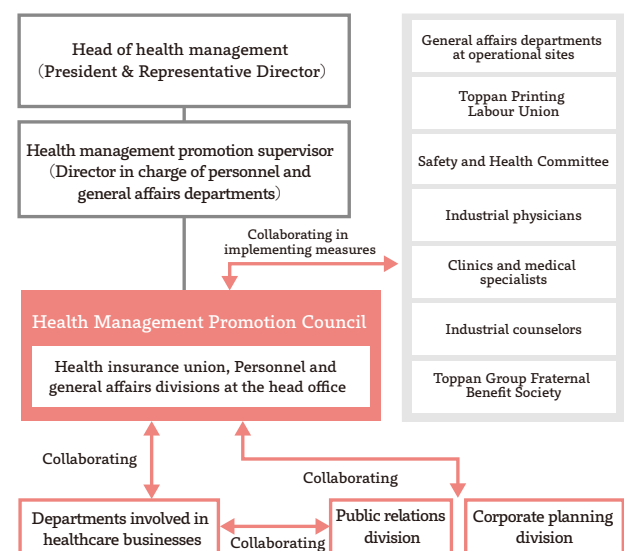 Head of health management
(President & Representative Director)
Health management promotion supervisor
(Director in charge of personnel and
general affairs departments)
Collaborating in
implementing measures
Health Management Promotion Council
Health insurance union, Personnel and
general affairs divisions at the head office
General affairs departments
at operational sites
Toppan Printing
Labour Union
Safety and Health Committee
Industrial physicians
Clinics and medical
specialists
Industrial counselors
Toppan Group Fraternal
Benefit Society
Collaborating
Collaborating
Departments involved in
healthcare businesses
Collaborating
Public relations
division
Corporate planning
division